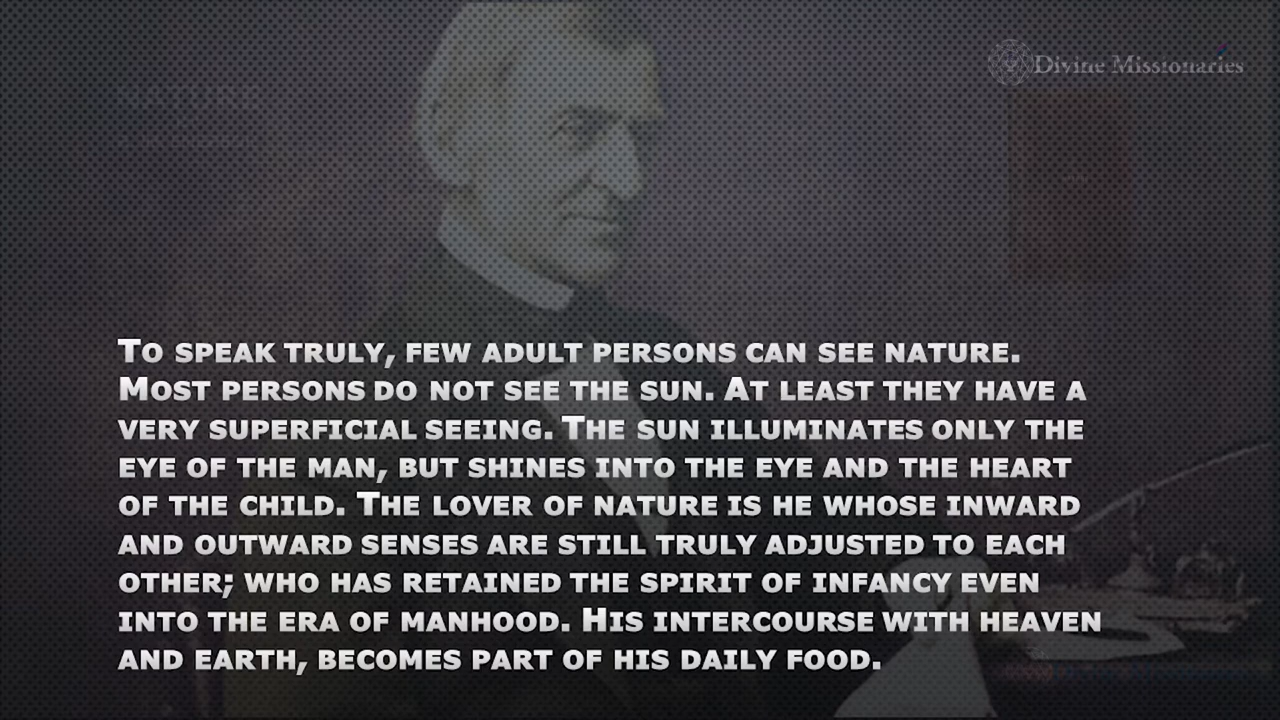 Divine Missionaries
NATURE
TO SPEAK TRULY, FEW ADULT PERSONS CAN SEE NATURE.
MOST PERSONS DO NOT SEE THE SUN. AT LEAST THEY HAVE A
VERY SUPERFICIAL SEEING. THE SUN ILLUMINATES ONLY THE
EYE OF THE MAN, BUT SHINES INTO THE EYE AND THE HEART
OF THE CHILD. THE LOVER OF NATURE IS HE WHOSE INWARD
AND OUTWARD SENSES ARE STILL TRULY ADJUSTED TO EACH
OTHER; WHO HAS RETAINED THE SPIRIT OF INFANCY EVEN
INTO THE ERA OF MANHOOD. HIS INTERCOURSE WITH HEAVEN
AND EARTH, BECOMES PART OF HIS DAILY FOOD.